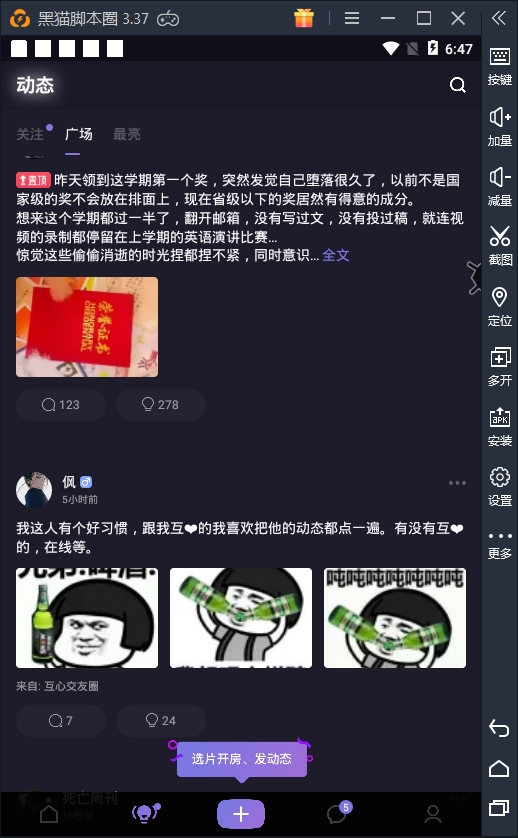 黑猫脚本圈 3.37
6:47
动态
关注
广场
最亮
置顶 昨天领到这学期第一个奖，突然发觉自己堕落很久了，以前不是国
家级的奖不会放在排面上，现在省级以下的奖居然有得意的成分。
想来这个学期都过一半了，翻开邮箱，没有写过文，没有投过稿，就连视
频的录制都停留在上学期的英语演讲比赛...
惊觉这些偷偷消逝的时光捏都捏不紧，同时意识... 全文
荣誉证书
HONORARY
CREDENTIAL
123
278
佩
5小时前
我这人有个好习惯，跟我互❤的我喜欢把他的动态都点一遍。有没有互❤
的，在线等。
吨吨吨吨吨吨吨
来自: 互心交友圈
7
24
选片开房、发动态
死亡周刊
16秒前
5
按键
加量
减量
截图
定位
多开
APK
安装
设置
更多